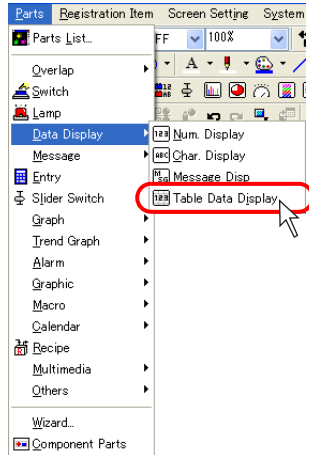 Parts Registration Item Screen Setting System
Parts List...
FF 100%
Overlap
A
Switch
Lamp
Data Display
Num. Display
Message
Char. Display
Entry
Message Disp
Slider Switch
Table Data Display
Graph
Trend Graph
Alarm
Graphic
Macro
Calendar
Recipe
Multimedia
Others
Wizard...
Component Parts